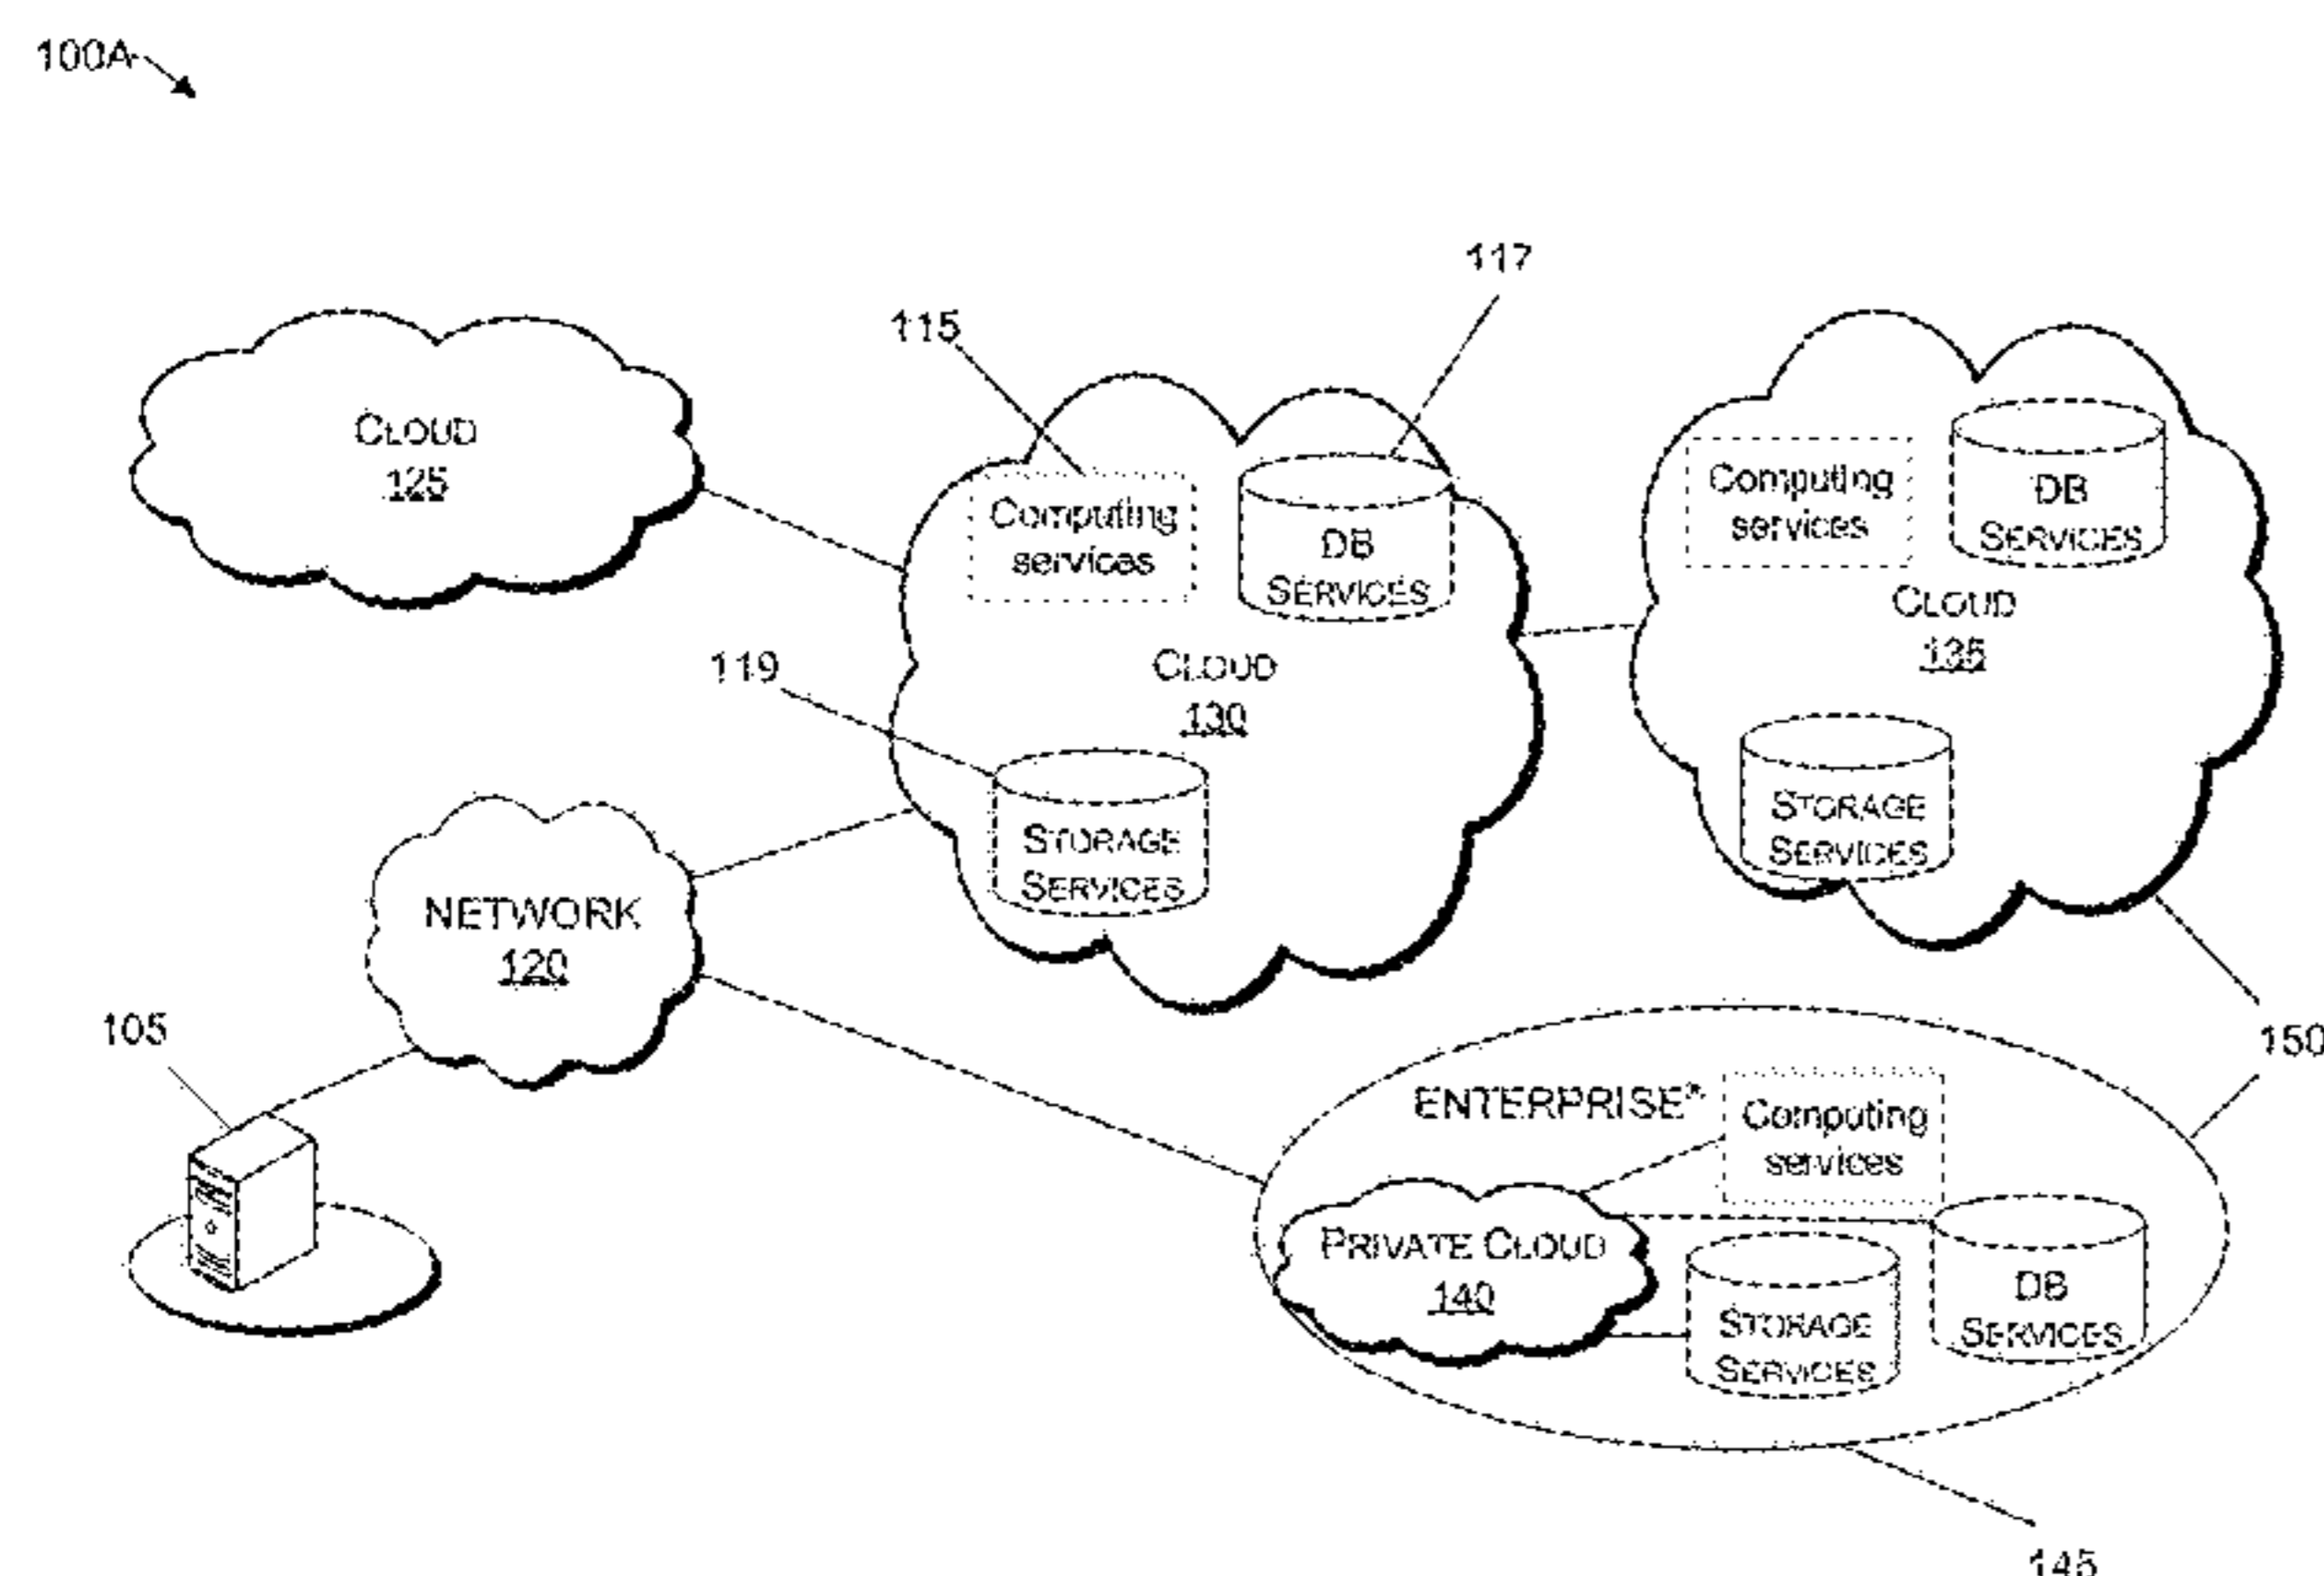 100A
117
115
CLOUD
125
Computing
services
DB
SERVICES
Computing
services
DB
SERVICES
CLOUD
135
119
CLOUD
130
STORAGE
SERVICES
STORAGE
SERVICES
NETWORK
120
105
150
ENTERPRISE
Computing
services
PRIVATE CLOUD
140
DB
SERVICES
STORAGE
SERVICES
145